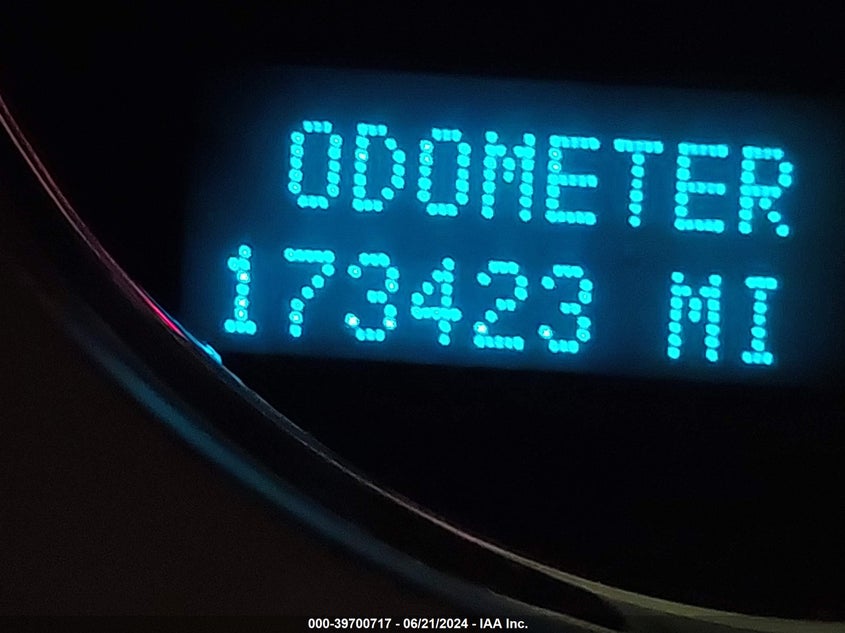 ODOMETER
173423 MI
000-39700717 - 06/21/2024 - IAA Inc.